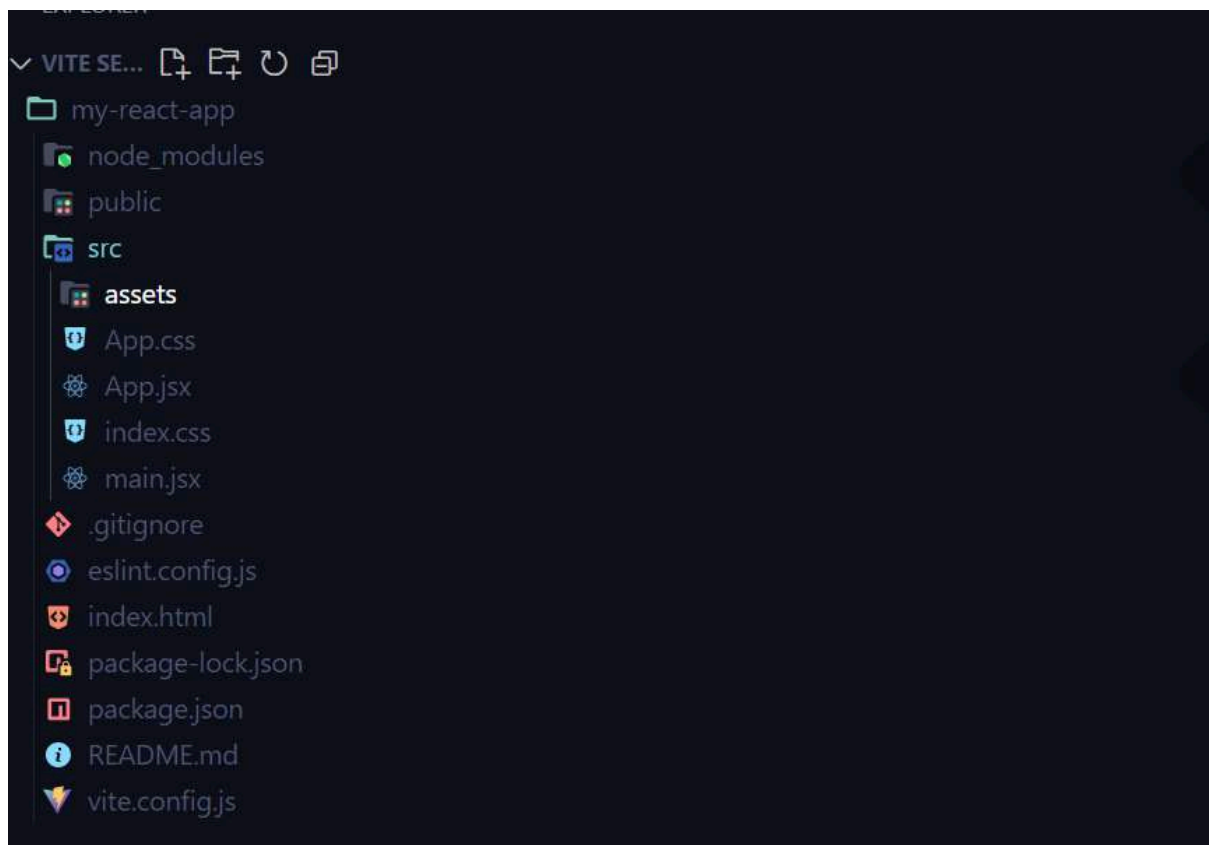 EXPLORER
VITE SE...
my-react-app
node_modules
public
src
assets
App.css
App.jsx
index.css
main.jsx
.gitignore
eslint.config.js
index.html
package-lock.json
package.json
README.md
vite.config.js